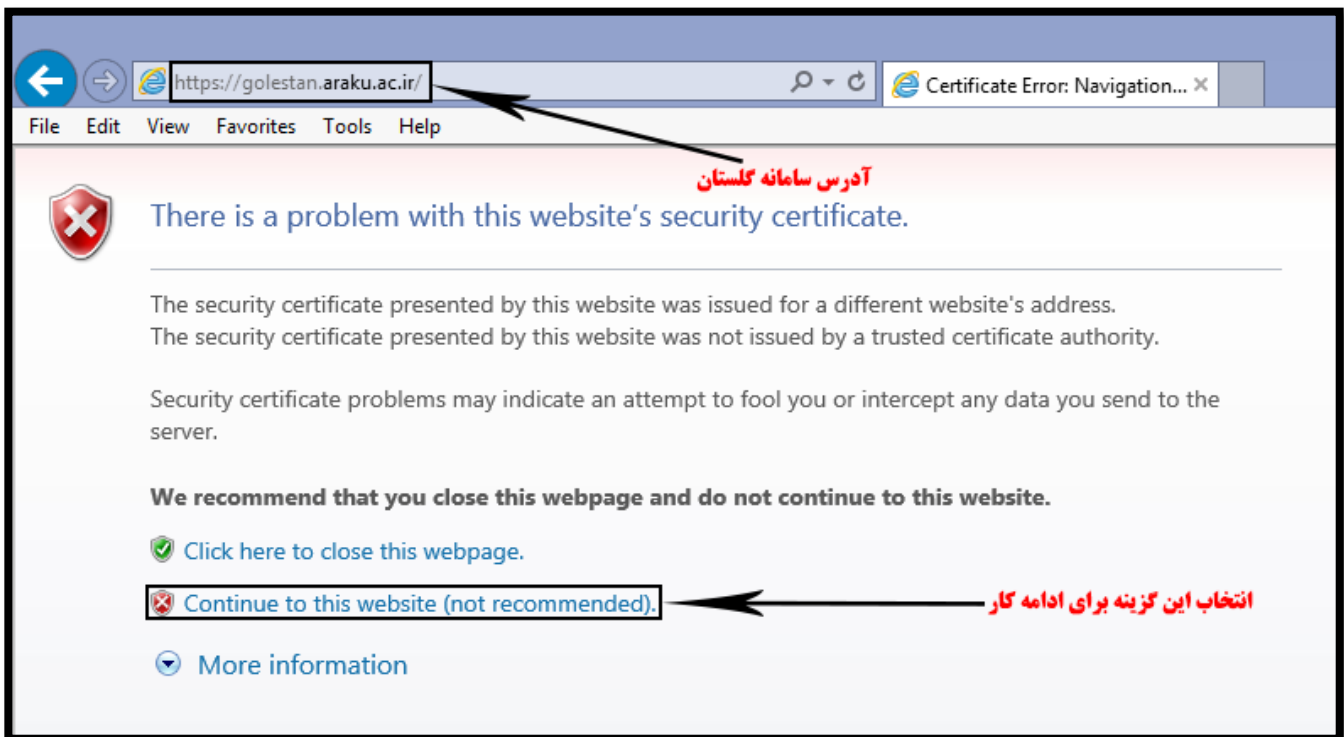 https://golestan.araku.ac.ir/
Certificate Error: Navigation...
File Edit View Favorites Tools Help
آدرس سامانه گلستان
There is a problem with this website's security certificate.
The security certificate presented by this website was issued for a different website's address.
The security certificate presented by this website was not issued by a trusted certificate authority.
Security certificate problems may indicate an attempt to fool you or intercept any data you send to the
server.
We recommend that you close this webpage and do not continue to this website.
Click here to close this webpage.
Continue to this website (not recommended).
انتخاب این گزینه برای ادامه کار
More information